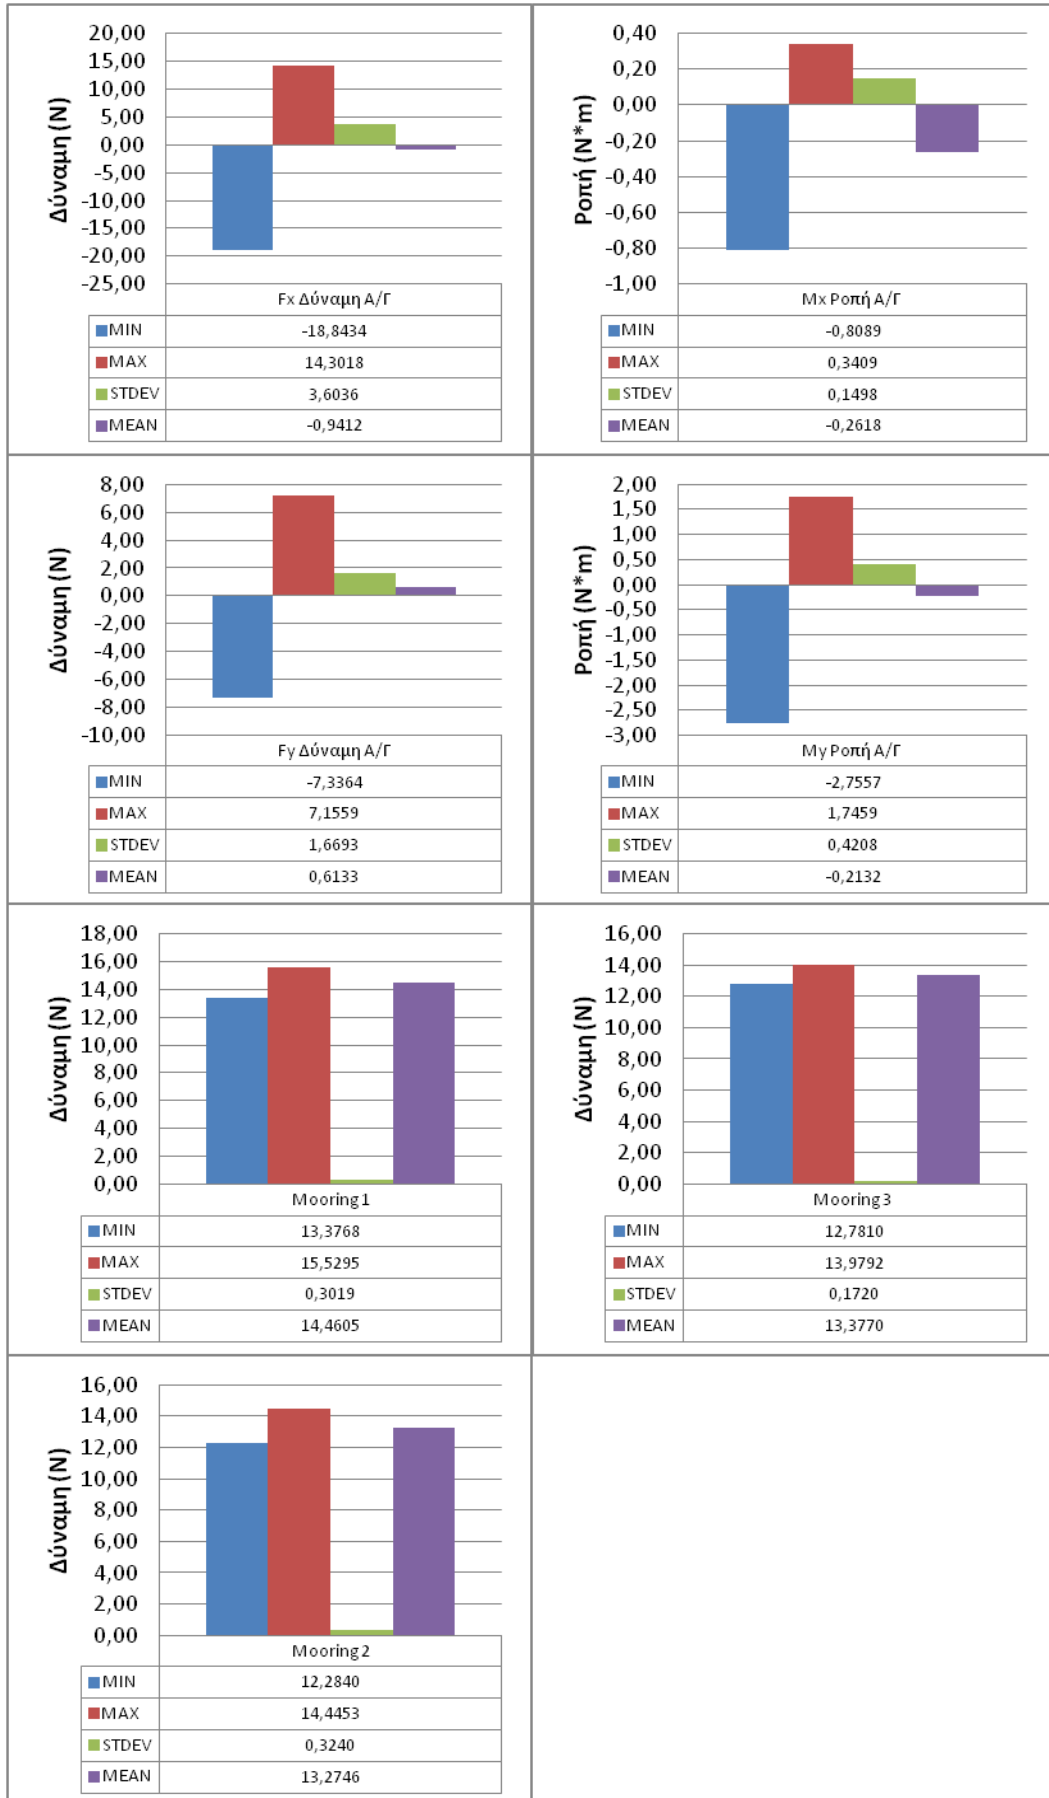 20,00
15,00
10,00
5,00
0,00
-5,00
-10,00
-15,00
-20,00
-25,00
Δύναμη (N)
Fx Δύναμη Α/Γ
MIN -18,8434
MAX 14,3018
STDEV 3,6036
MEAN -0,9412
0,40
0,20
0,00
-0,20
-0,40
-0,60
-0,80
-1,00
Ροπή (N*m)
Mx Ροπή Α/Γ
MIN -0,8089
MAX 0,3409
STDEV 0,1498
MEAN -0,2618
8,00
6,00
4,00
2,00
0,00
-2,00
-4,00
-6,00
-8,00
-10,00
Δύναμη (N)
Fy Δύναμη Α/Γ
MIN -7,3364
MAX 7,1559
STDEV 1,6693
MEAN 0,6133
2,00
1,50
1,00
0,50
0,00
-0,50
-1,00
-1,50
-2,00
-2,50
-3,00
Ροπή (N*m)
My Ροπή Α/Γ
MIN -2,7557
MAX 1,7459
STDEV 0,4208
MEAN -0,2132
18,00
16,00
14,00
12,00
10,00
8,00
6,00
4,00
2,00
0,00
Δύναμη (N)
Mooring1
MIN 13,3768
MAX 15,5295
STDEV 0,3019
MEAN 14,4605
16,00
14,00
12,00
10,00
8,00
6,00
4,00
2,00
0,00
Δύναμη (N)
Mooring3
MIN 12,7810
MAX 13,9792
STDEV 0,1720
MEAN 13,3770
16,00
14,00
12,00
10,00
8,00
6,00
4,00
2,00
0,00
Δύναμη (N)
Mooring2
MIN 12,2840
MAX 14,4453
STDEV 0,3240
MEAN 13,2746